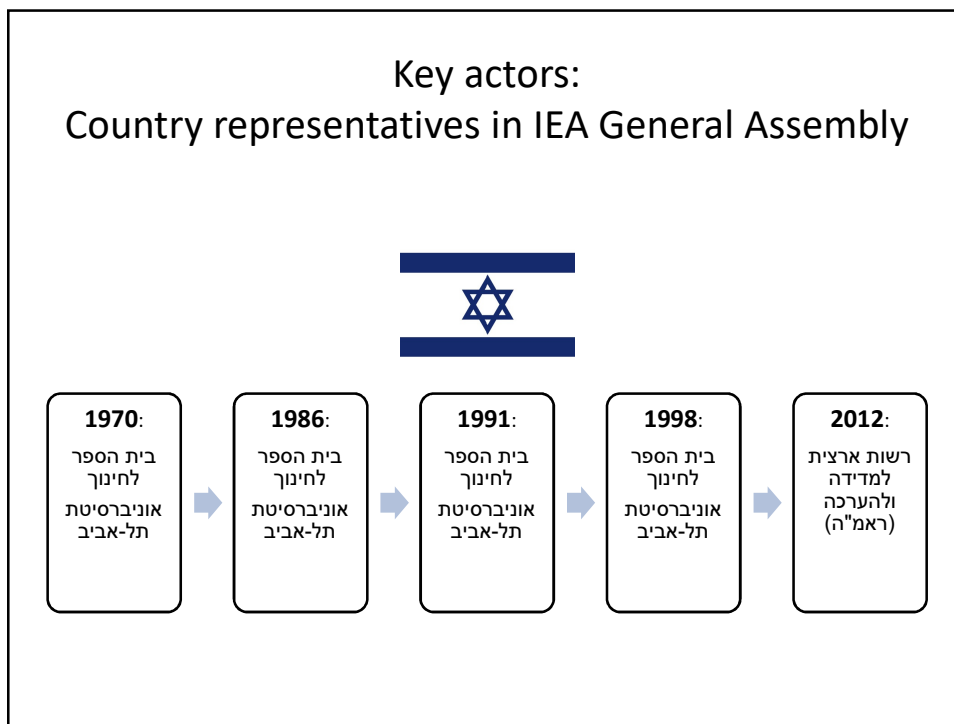 Key actors:
Country representatives in IEA General Assembly
1970:
בית הספר
לחינוך
אוניברסיטת
תל-אביב
1986:
בית הספר
לחינוך
אוניברסיטת
תל-אביב
1991:
בית הספר
לחינוך
אוניברסיטת
תל-אביב
1998:
בית הספר
לחינוך
אוניברסיטת
תל-אביב
2012:
רשות ארצית
למדידה
ולהערכה
(ראמ"ה)